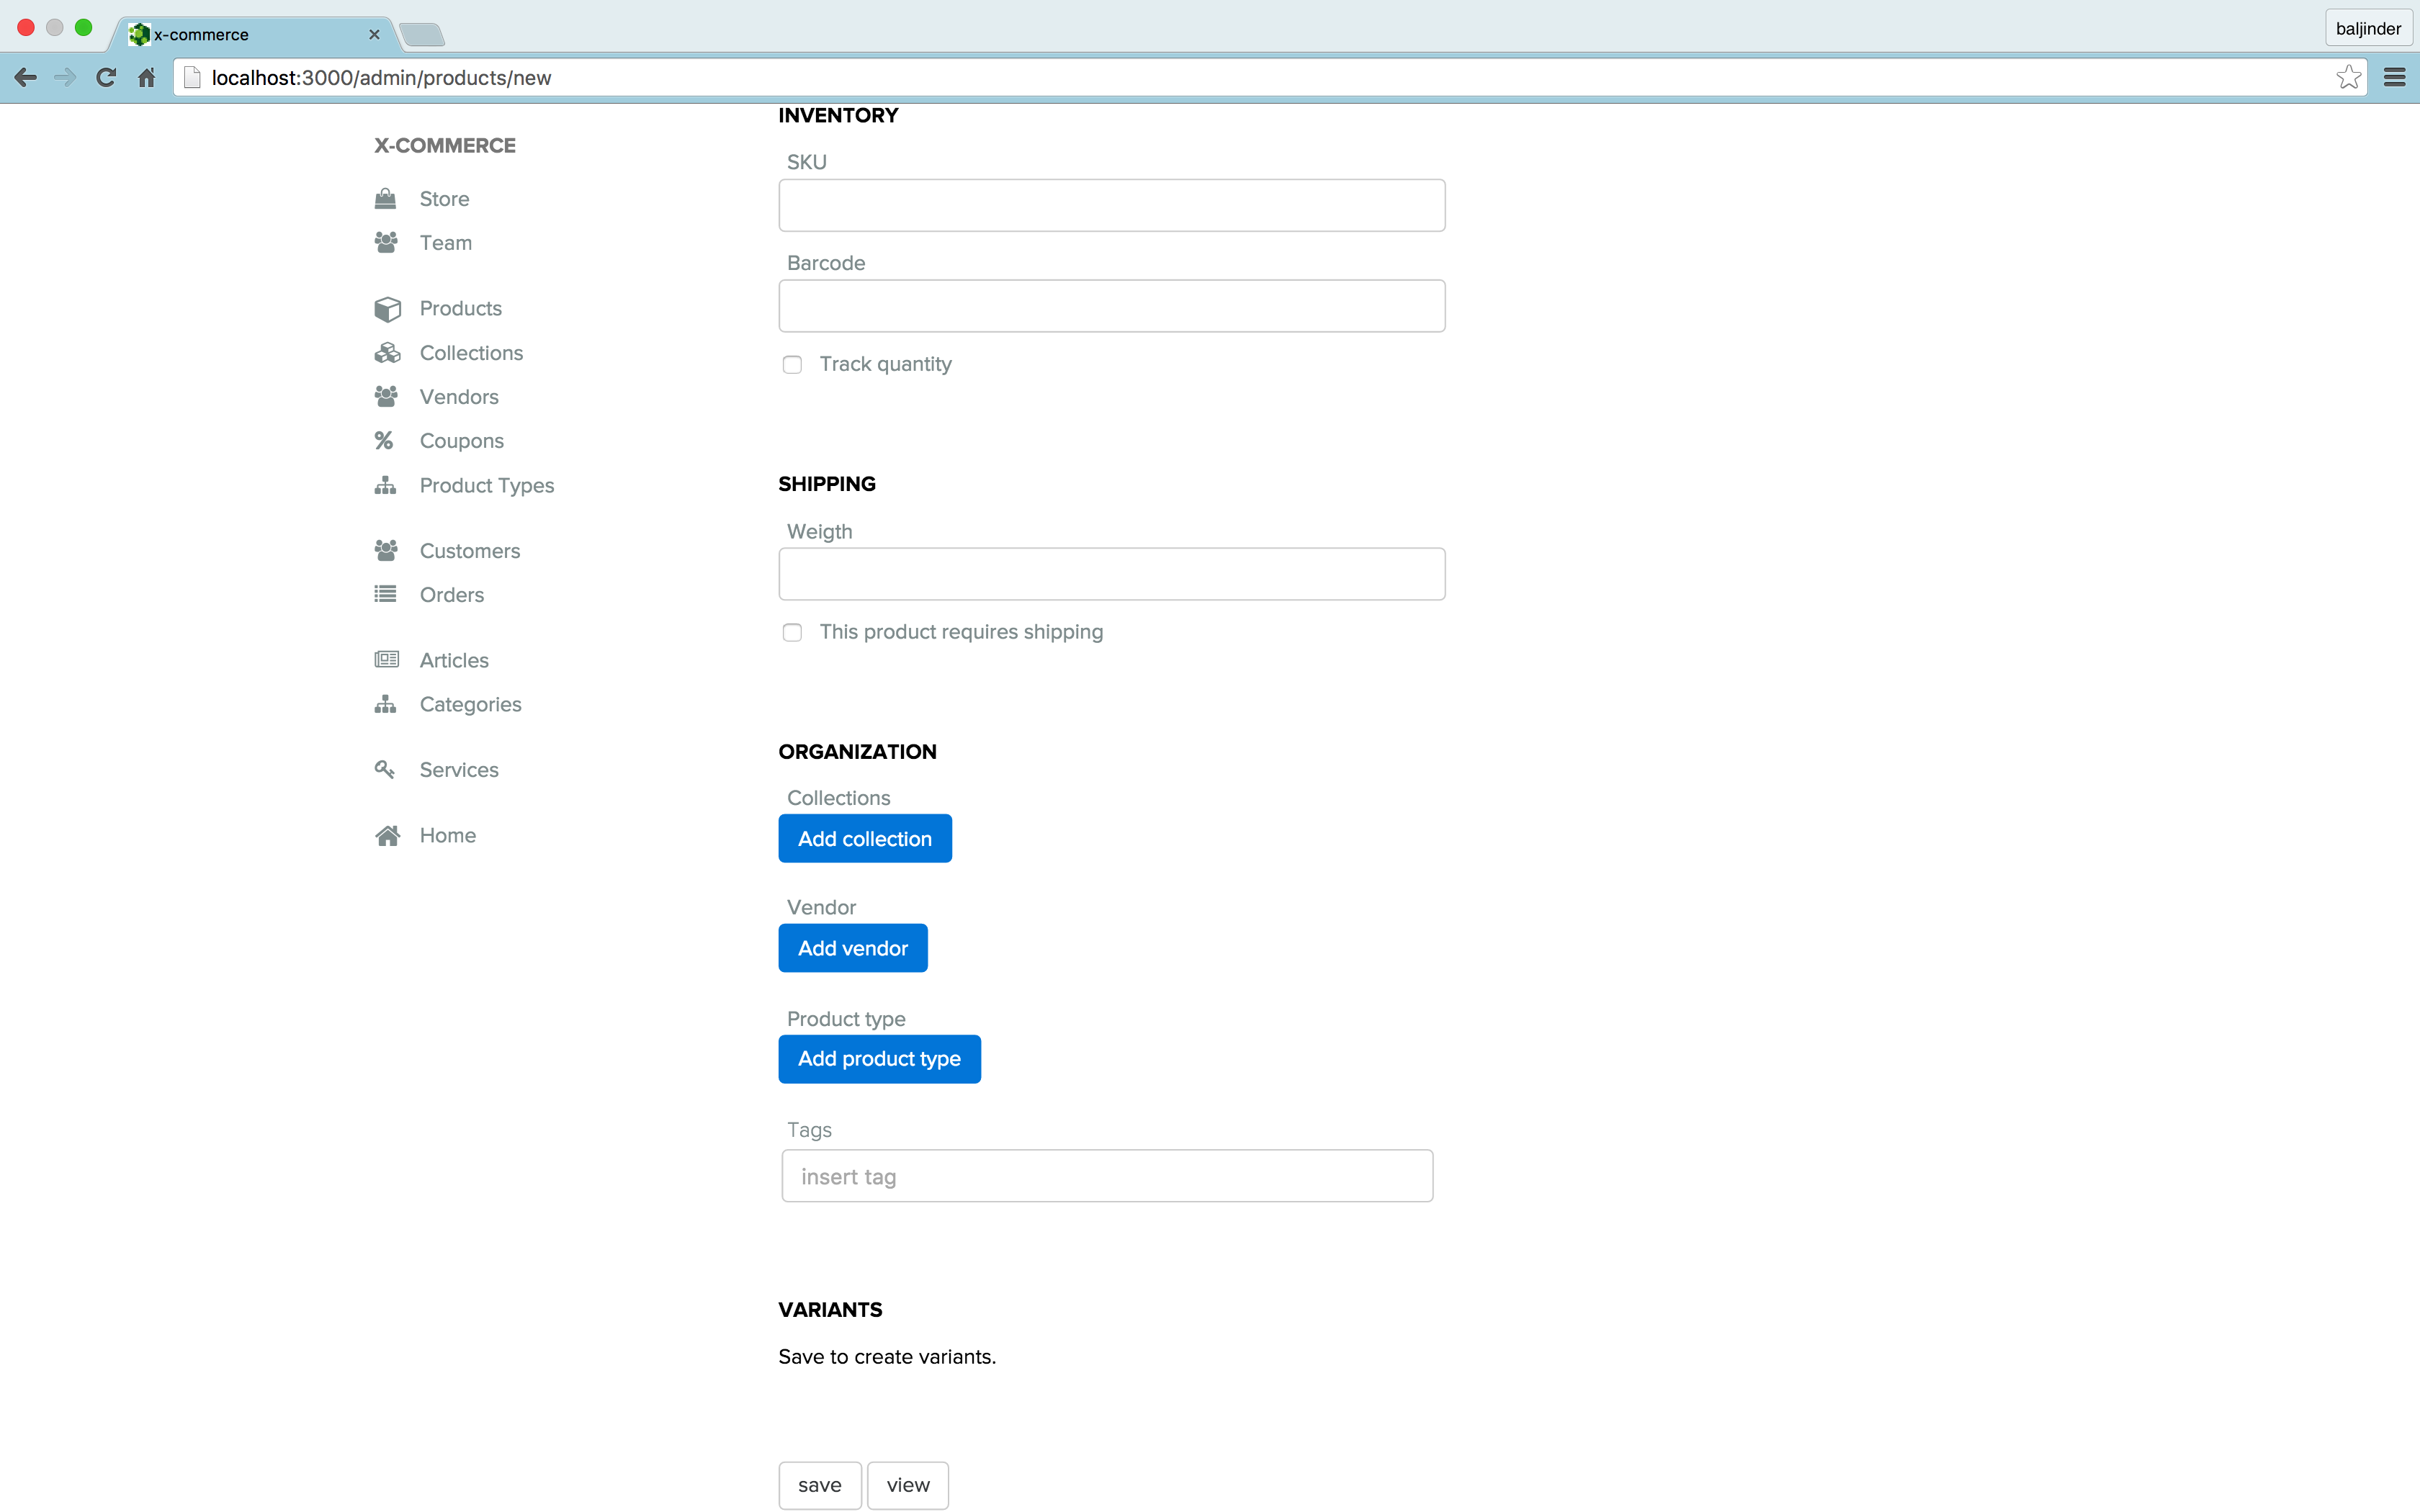 x-commerce
baljinder
localhost:3000/admin/products/new
X-COMMERCE
Store
Team
Products
Collections
Vendors
Coupons
Product Types
Customers
Orders
Articles
Categories
Services
Home
INVENTORY
SKU
Barcode
Track quantity
SHIPPING
Weigth
This product requires shipping
ORGANIZATION
Collections
Add collection
Vendor
Add vendor
Product type
Add product type
Tags
insert tag
VARIANTS
Save to create variants.
save view